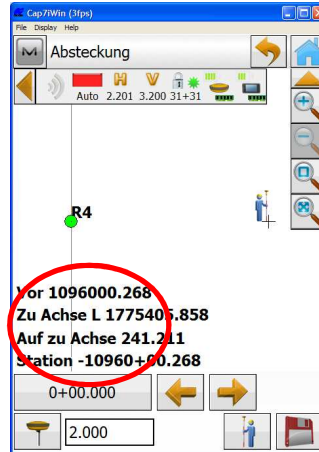 Cap7iWin (3fps)
File Display Help
Absteckung
H V
Auto 2.201 3.200 31+31
R4
Vor 1096000.268
Zu Achse L 1775405.858
Auf zu Achse 241.211
Station -10960+00.268
0+00.000
2.000